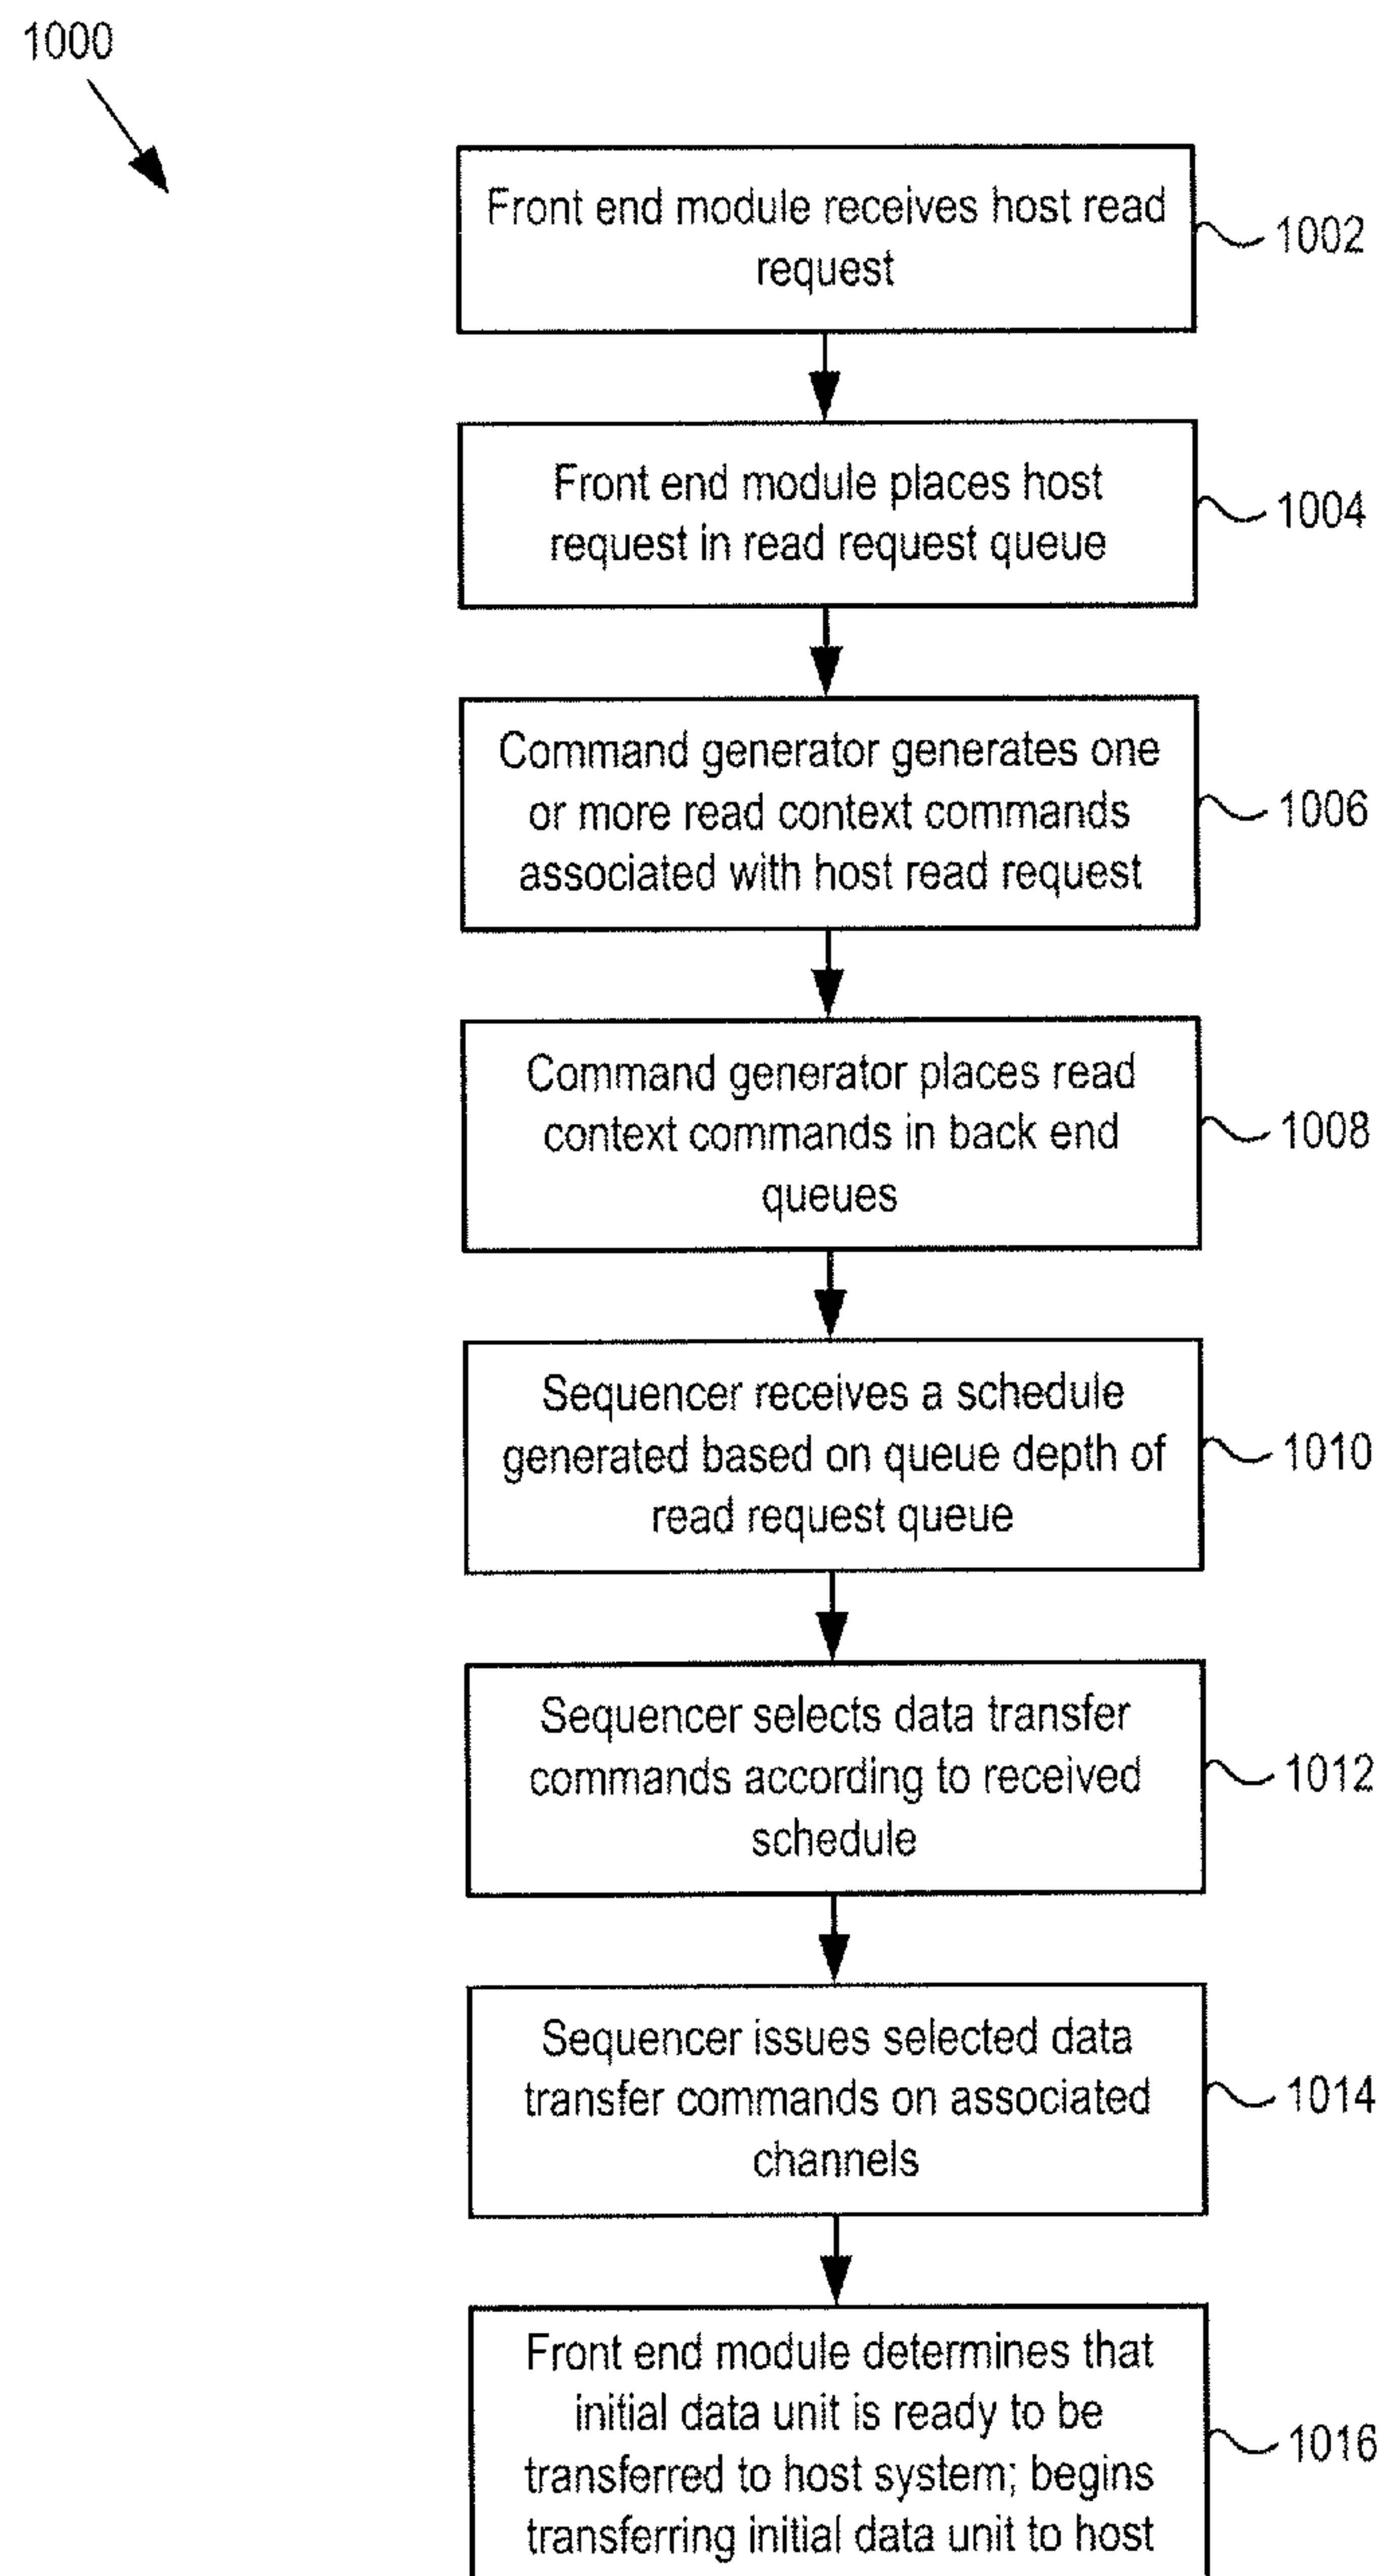 1000
Front end module receives host read
request
1002
Front end module places host
request in read request queue
1004
Command generator generates one
or more read context commands
associated with host read request
1006
Command generator places read
context commands in back end
queues
1008
Sequencer receives a schedule
generated based on queue depth of
read request queue
1010
Sequencer selects data transfer
commands according to received
schedule
1012
Sequencer issues selected data
transfer commands on associated
channels
1014
Front end module determines that
initial data unit is ready to be
transferred to host system; begins
transferring initial data unit to host
1016